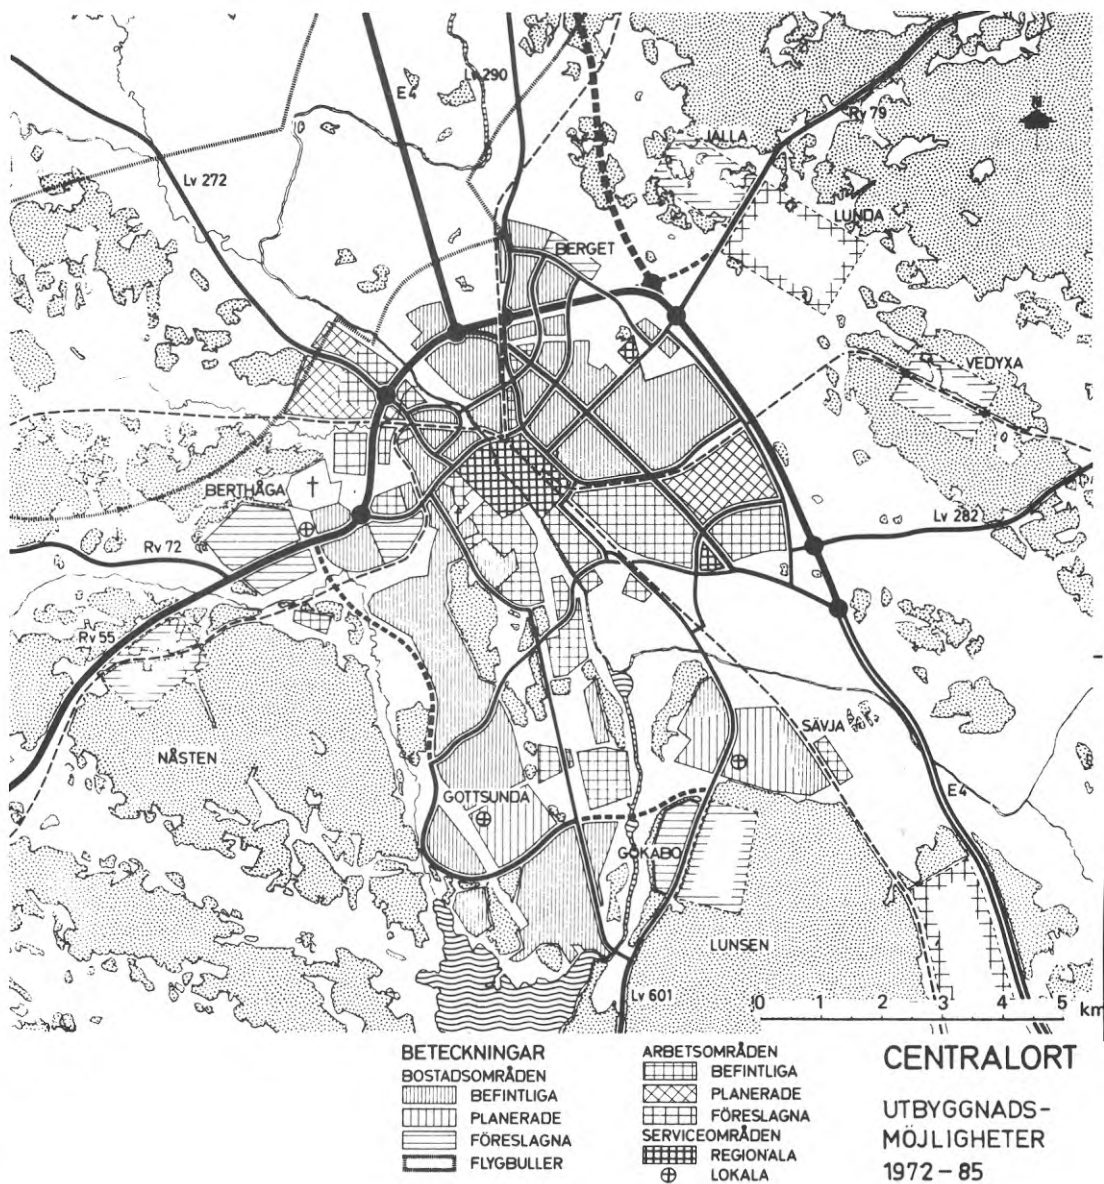 Lv 290
E4
Rv 79
JÄLLA
Lv 272
LUNDA
BERGET
VEDYXA
BERTHÅGA
Lv 282
Rv 72
Rv 55
SÄVJA
NÅSTEN
GOTTSUNDA
E4
GÖKABO
LUNSEN
Lv 601
0 1 2 3 4 5 km
BETECKNINGAR
BOSTADSOMRÅDEN
BEFINTLIGA
PLANERADE
FÖRESLAGNA
FLYGBULLER
ARBETSOMRÅDEN
BEFINTLIGA
PLANERADE
FÖRESLAGNA
SERVICEOMRÅDEN
REGIONALA
LOKALA
CENTRALORT
UTBYGGNADS-
MÖJLIGHETER
1972-85